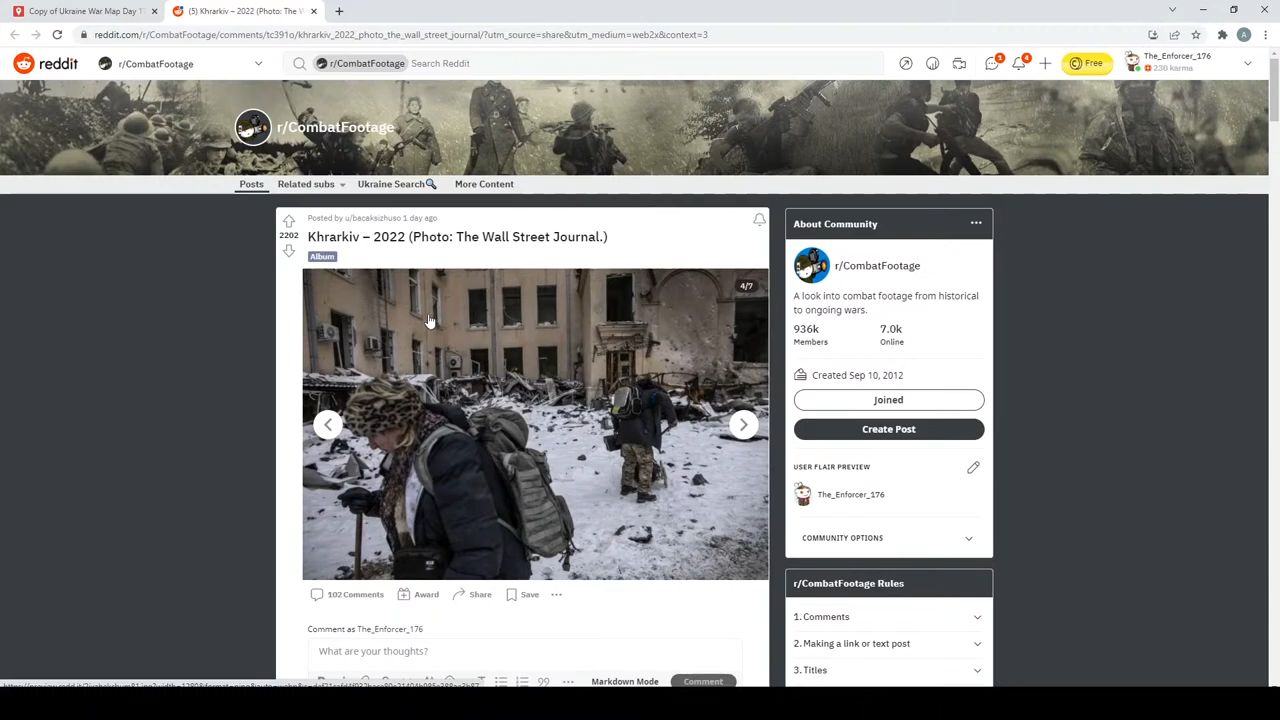 Copy of Ukraine War Map Day 1
(5) Khrarkiv – 2022 (Photo: The W
reddit.com/r/CombatFootage/comments/tc391o/khrarkiv_2022_photo_the_wall_street_journal/?utm_source=share&utm_medium=web2x&context=3
A
reddit
r/CombatFootage
r/CombatFootage
Search Reddit
1
4
Free
The_Enforcer_176
230 karma
r/CombatFootage
Posts
Related subs
Ukraine Search
More Content
Posted by u/bacaksizhuso 1 day ago
2202
Khrarkiv – 2022 (Photo: The Wall Street Journal.)
Album
4/7
102 Comments
Award
Share
Save
Comment as The_Enforcer_176
What are your thoughts?
Markdown Mode
Comment
About Community
r/CombatFootage
A look into combat footage from historical
to ongoing wars.
936k
7.0k
Members
Online
Created Sep 10, 2012
Joined
Create Post
USER FLAIR PREVIEW
The_Enforcer_176
COMMUNITY OPTIONS
r/CombatFootage Rules
1. Comments
2. Making a link or text post
3. Titles